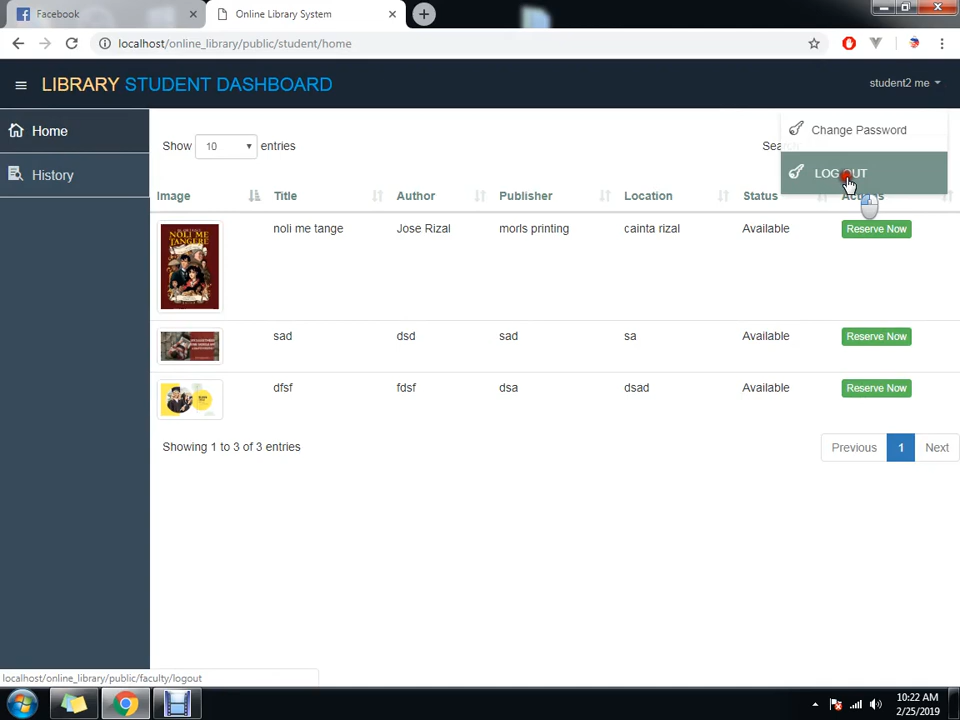 Facebook
Online Library System
localhost/online_library/public/student/home
LIBRARY STUDENT DASHBOARD
student2 me
Home
History
Change Password
LOG OUT
Show 10 entries
Image Title Author Publisher Location Status
NOLI ME TANGERE
noli me tange Jose Rizal morls printing cainta rizal Available Reserve Now
sad dsd sad sa Available Reserve Now
dfsf fdsf dsa dsad Available Reserve Now
Showing 1 to 3 of 3 entries
Previous 1 Next
localhost/online_library/public/faculty/logout
10:22 AM
2/25/2019